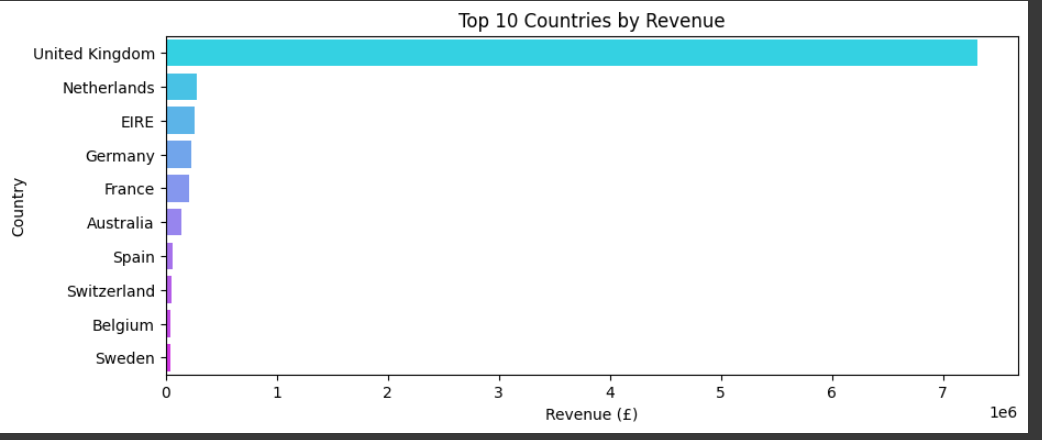 Top 10 Countries by Revenue
United Kingdom
Netherlands
EIRE
Germany
France
Australia
Spain
Switzerland
Belgium
Sweden
Country
0 1 2 3 4 5 6 7
1e6
Revenue (£)